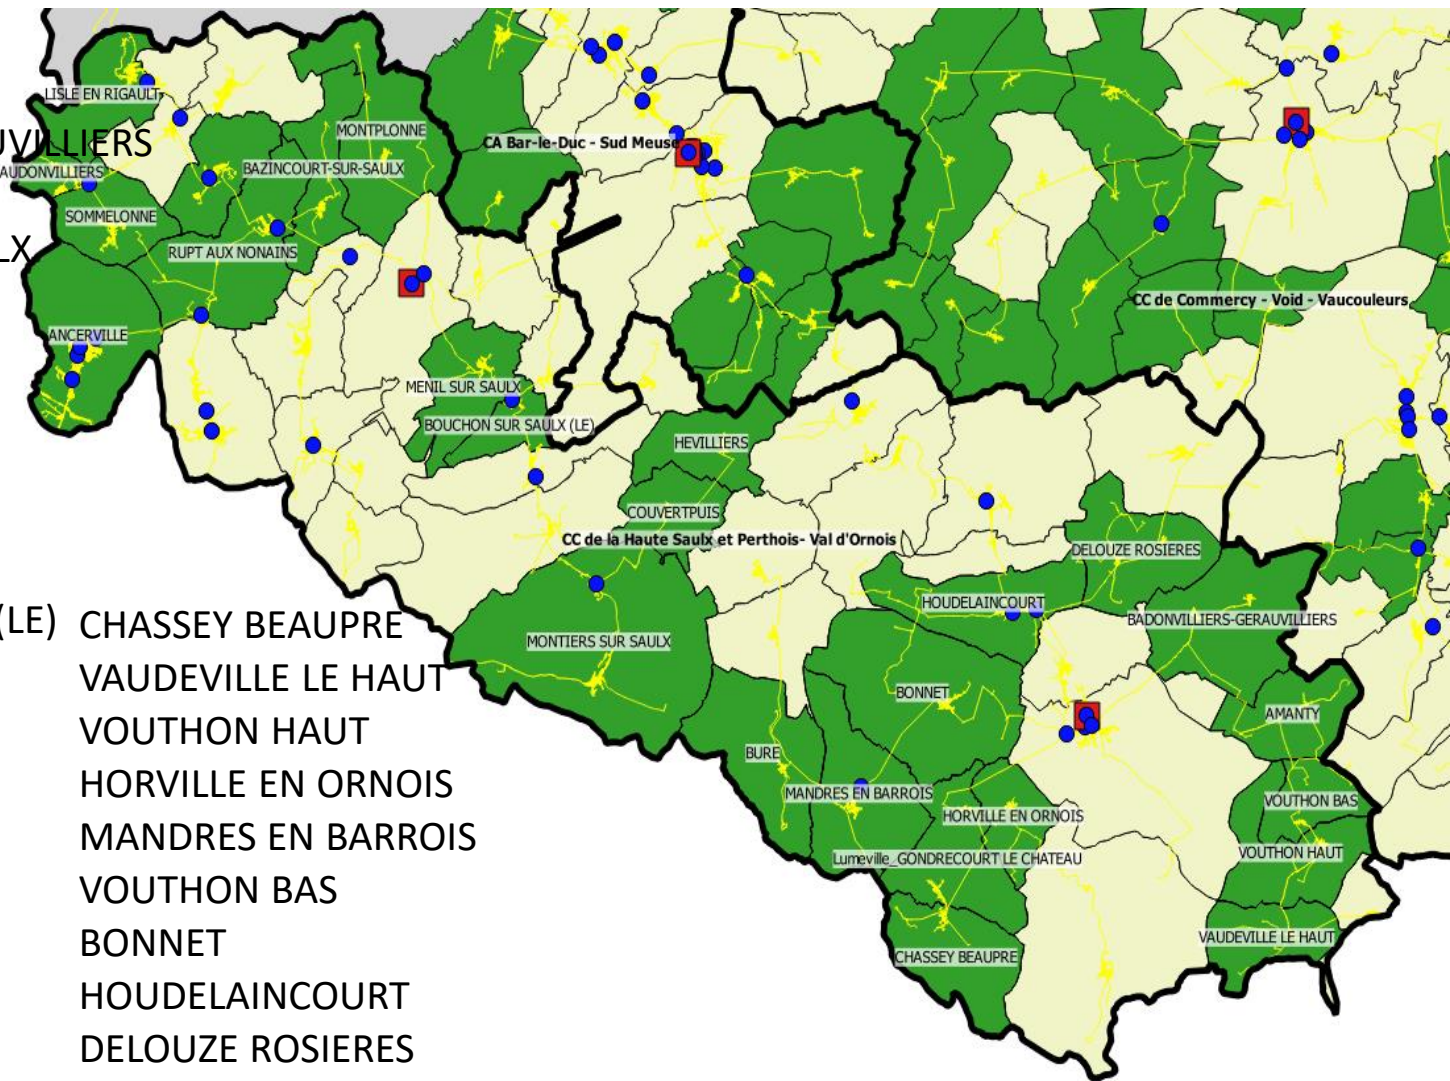 LISLE EN RIGAULT
MONTPLONNE
UVILLIERS
CA Bar-le-Duc - Sud Meuse
AUDONVILLIERS
BAZINCOURT-SUR-SAULX
SOMMELONNE
RUPT AUX NONAINS
LX
CC de Commercy - Void - Vaucouleurs
ANCERVILLE
MENIL SUR SAULX
BOUCHON SUR SAULX (LE)
HEVILLIERS
COUVERTPUIS
CC de la Haute Saulx et Perthois- Val d'Ornois
DELOUZE ROSIERES
HOUDELAINCOURT
BADONVILLIERS-GERAUVILLIERS
MONTIERS SUR SAULX
BONNET
AMANTY
BURE
MANDRES EN BARROIS
VOUTHON BAS
HORVILLE EN ORNOIS
VOUTHON HAUT
Lumeville_GONDRECOURT LE CHATEAU
VAUDEVILLE LE HAUT
CHASSEY BEAUPRE
(LE)
CHASSEY BEAUPRE
VAUDEVILLE LE HAUT
VOUTHON HAUT
HORVILLE EN ORNOIS
MANDRES EN BARROIS
VOUTHON BAS
BONNET
HOUDELAINCOURT
DELOUZE ROSIERES